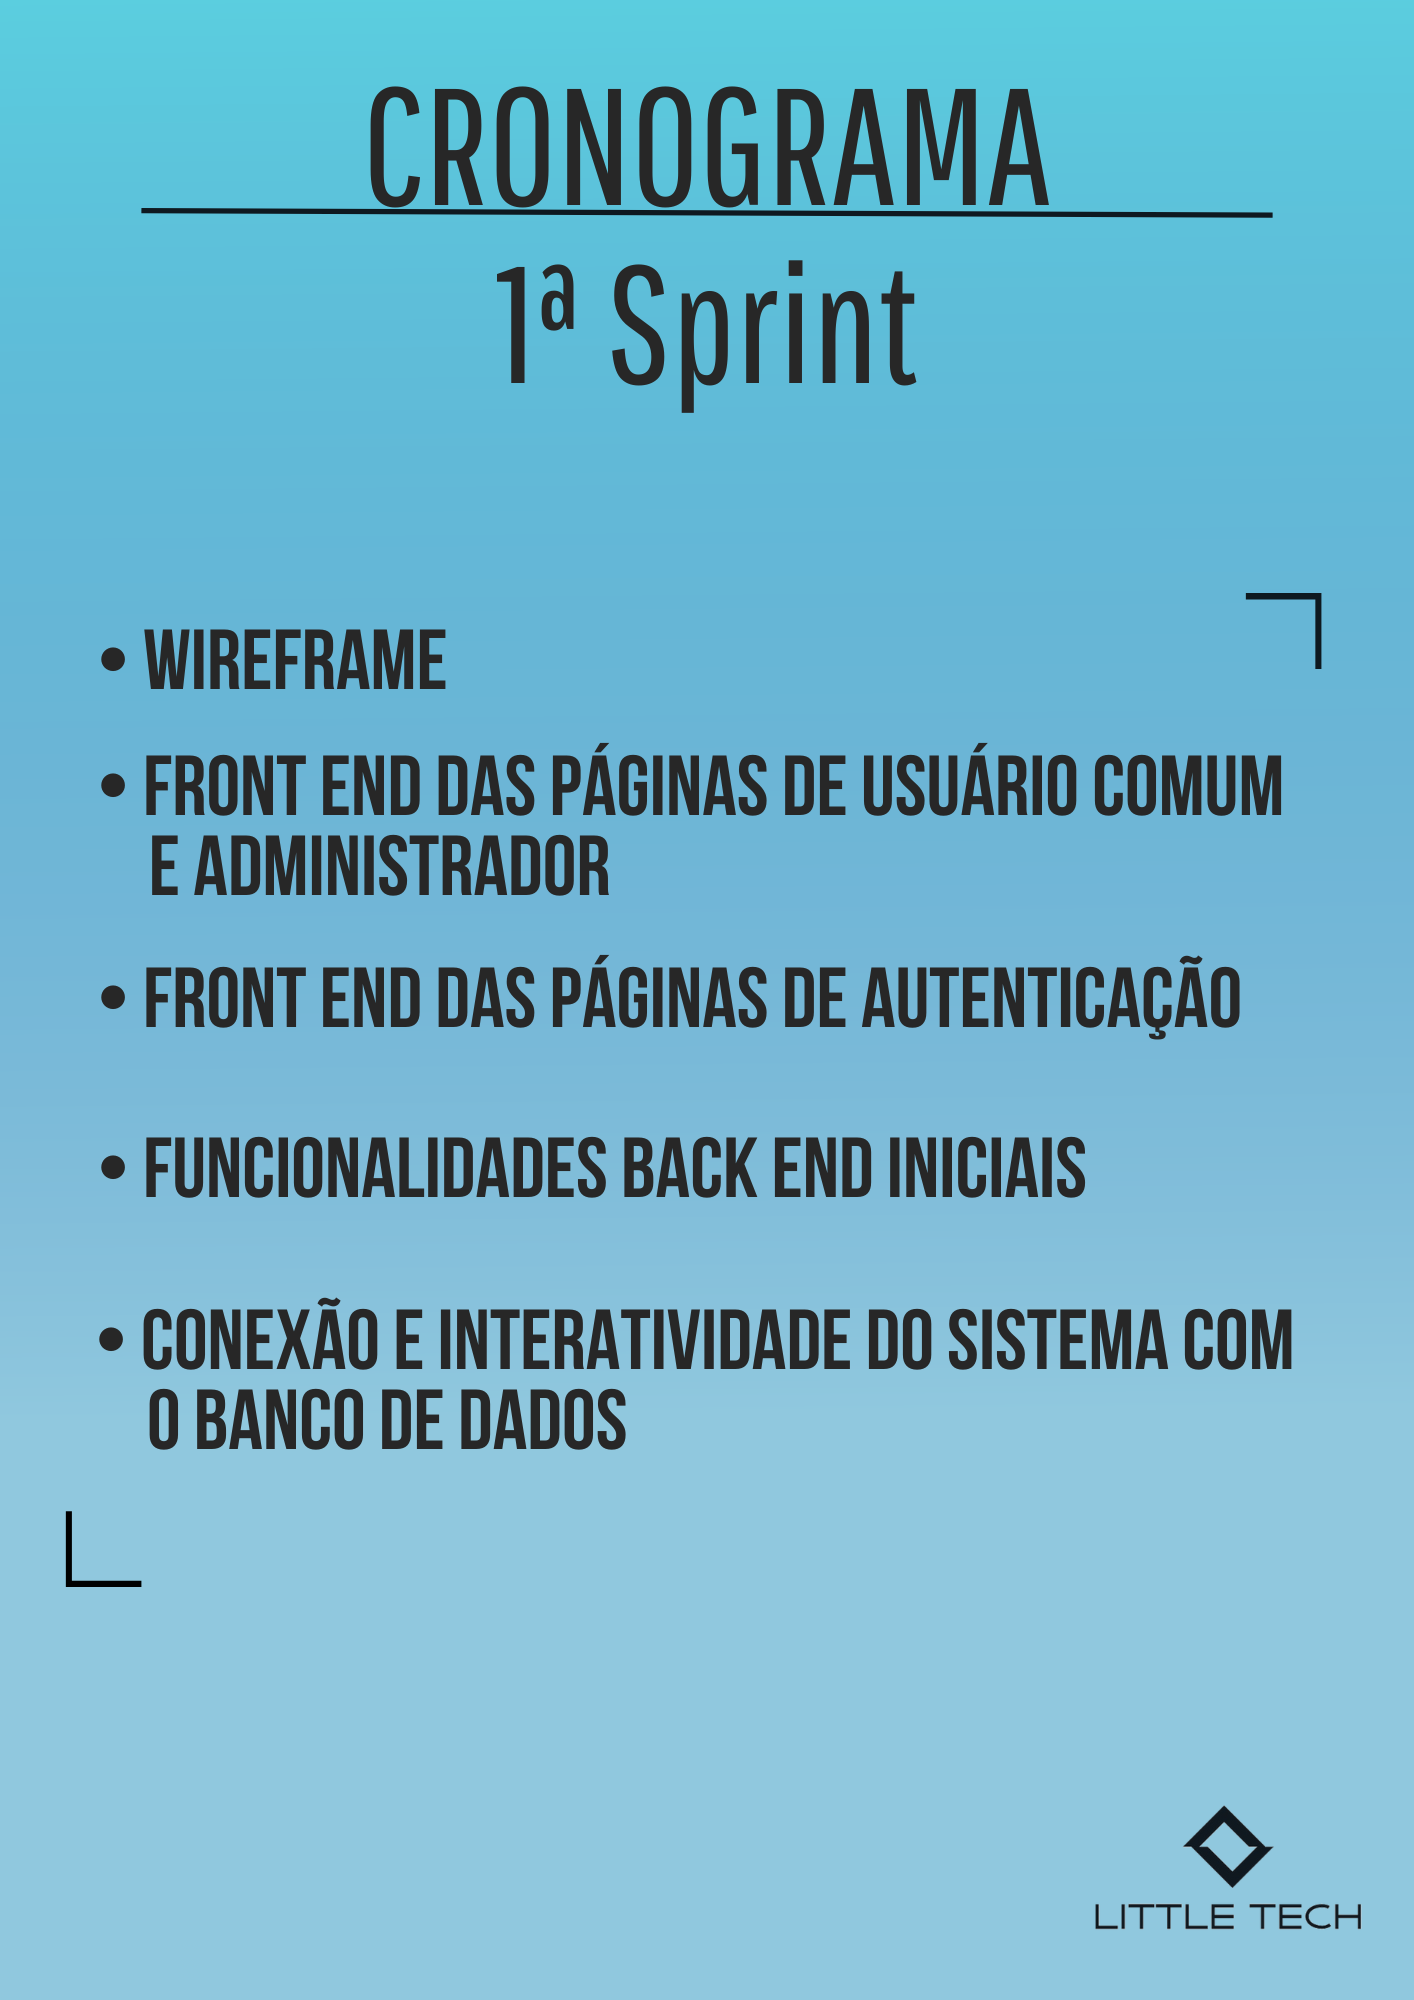 CRONOGRAMA
1ª Sprint
• WIREFRAME
• FRONT END DAS PÁGINAS DE USUÁRIO COMUM
E ADMINISTRADOR
• FRONT END DAS PÁGINAS DE AUTENTICAÇÃO
• FUNCIONALIDADES BACK END INICIAIS
• CONEXÃO E INTERATIVIDADE DO SISTEMA COM
O BANCO DE DADOS
LITTLE TECH